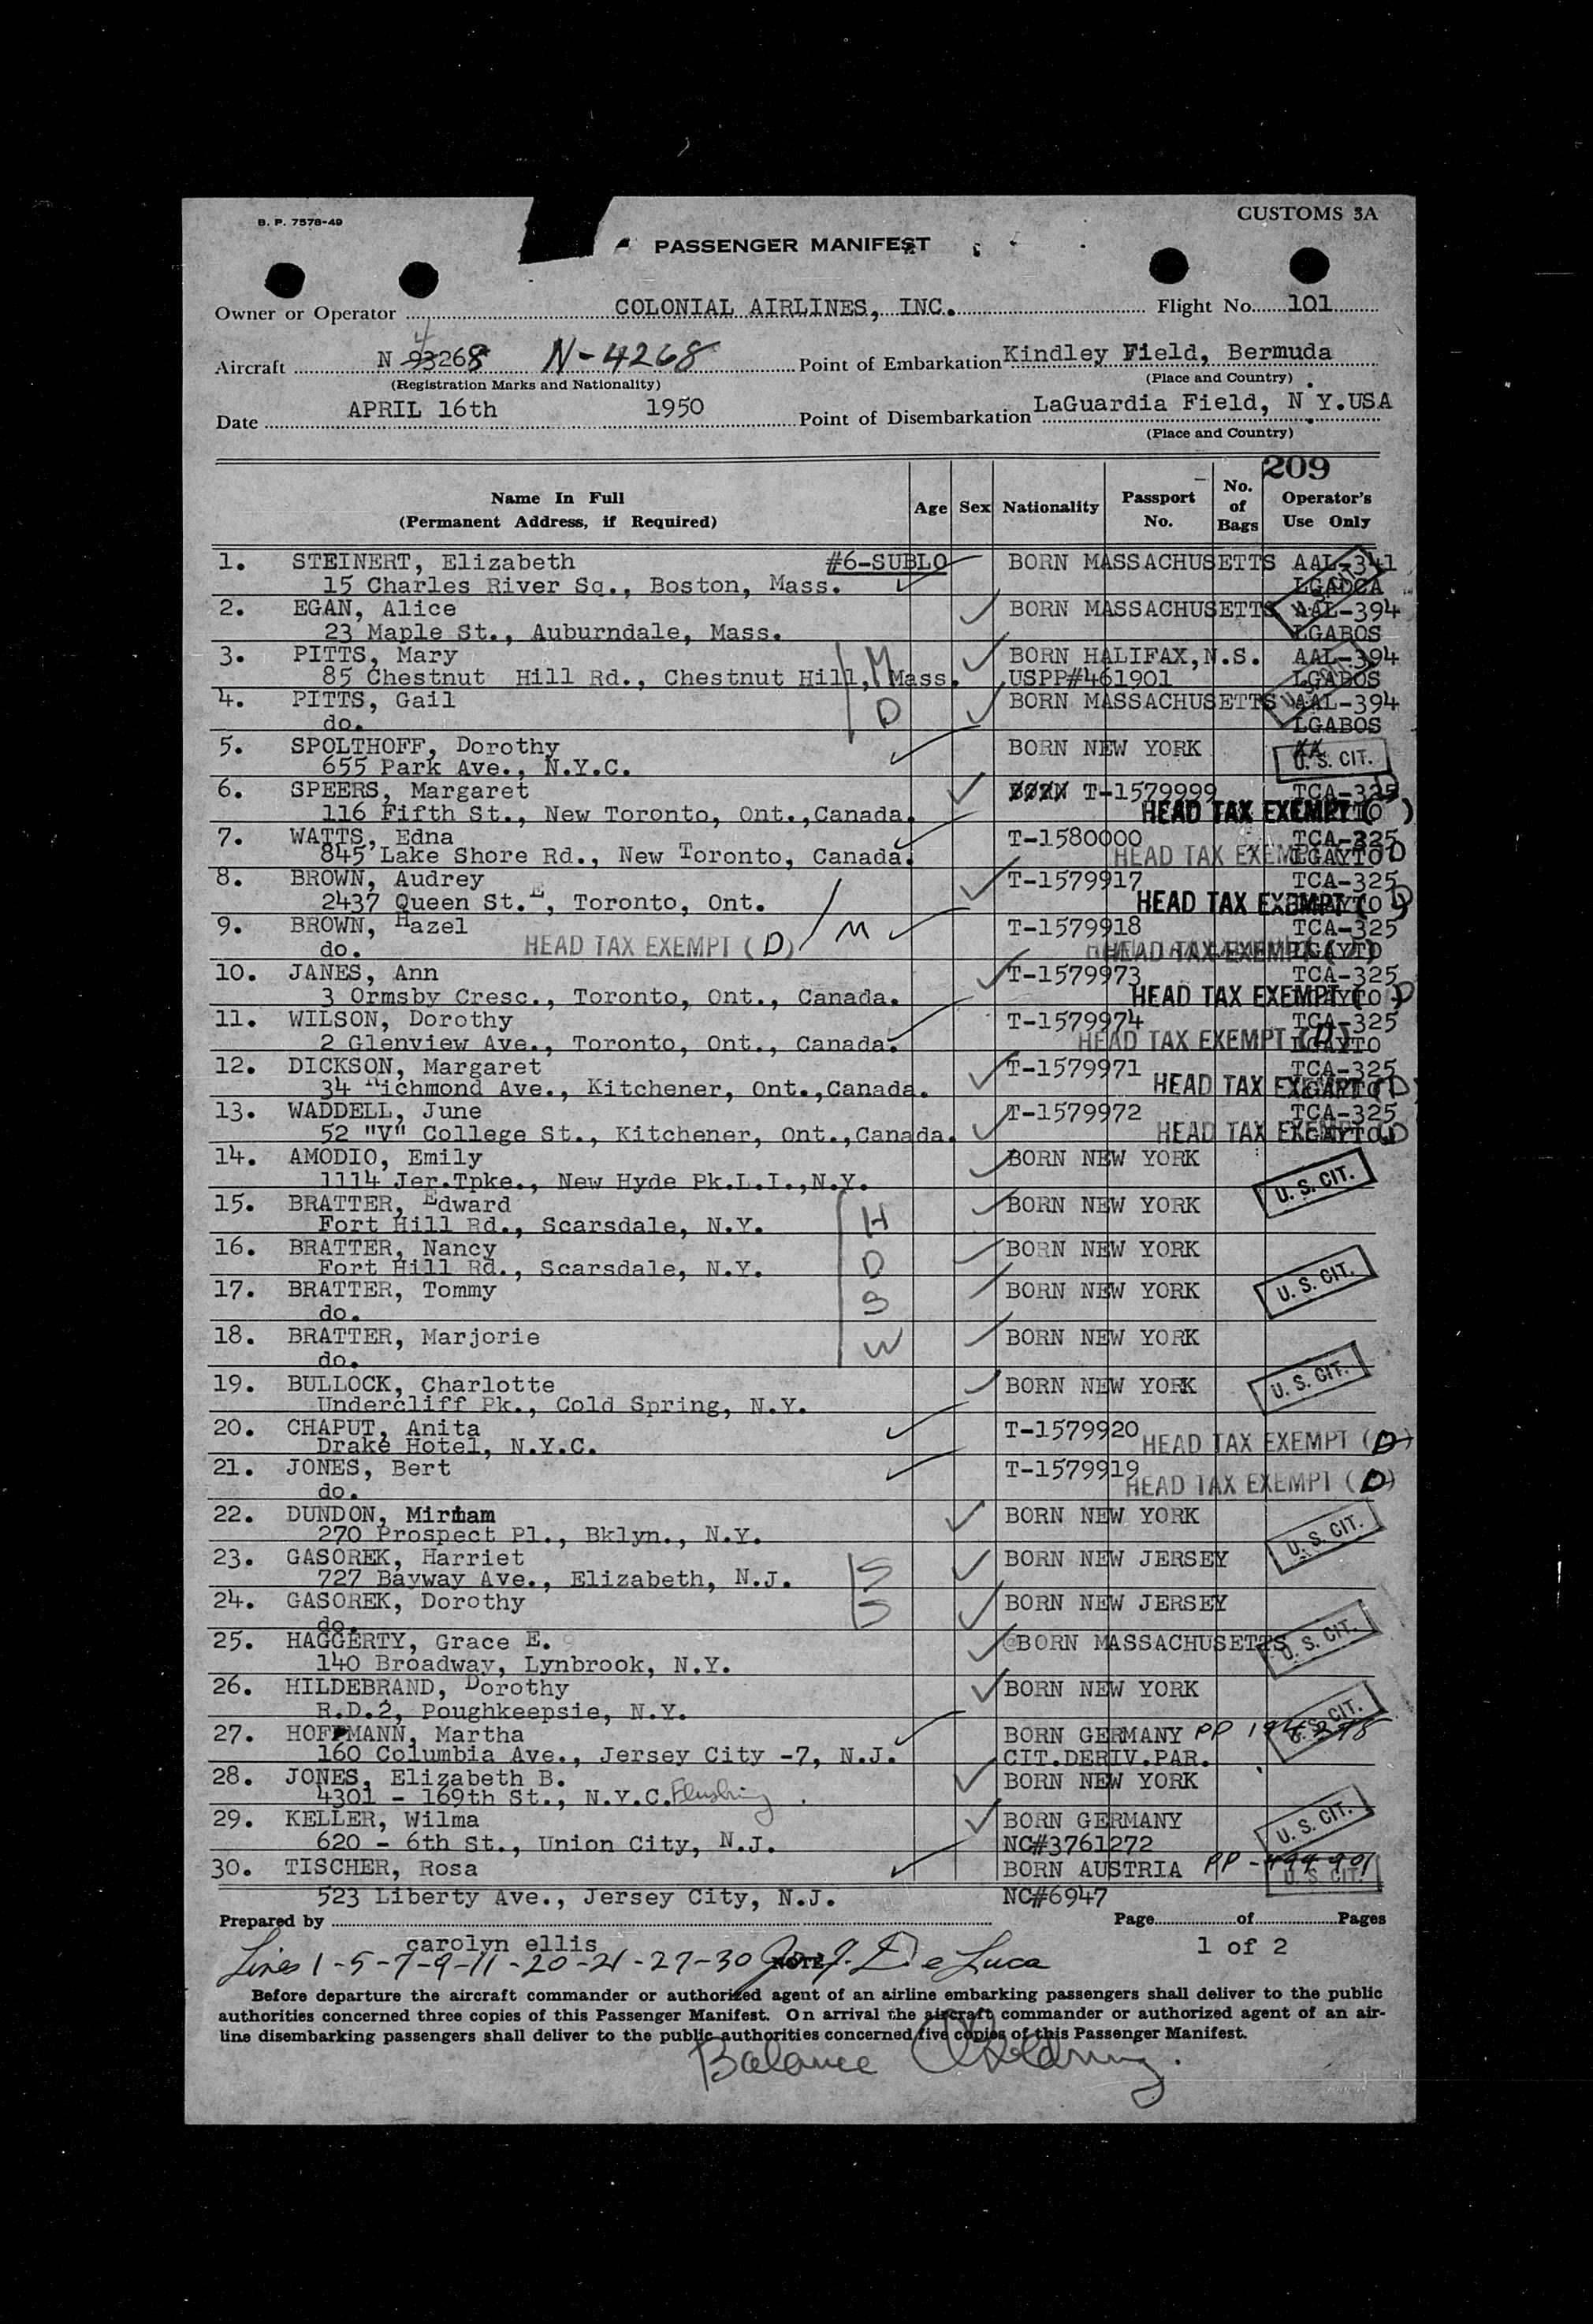 B. P. 7578-49
CUSTOMS 3A
PASSENGER MANIFEST
Owner or Operator COLONIAL AIRLINES, INC. Flight No. 101
4
Aircraft N 93268 N-4268 Point of Embarkation Kindley Field, Bermuda
(Registration Marks and Nationality) (Place and Country)
Date APRIL 16th 1950 Point of Disembarkation LaGuardia Field, N Y.USA
(Place and Country)
209
Name In Full (Permanent Address, if Required) Age Sex Nationality Passport No. No. of Bags Operator's Use Only
1. STEINERT, Elizabeth #6-SUBLO BORN MASSACHUSETTS AAL-341
15 Charles River Sq., Boston, Mass. LGADCA
2. EGAN, Alice BORN MASSACHUSETTS AAL-394
23 Maple St., Auburndale, Mass. LGABOS
3. PITTS, Mary M BORN HALIFAX,N.S. AAL-394
85 Chestnut Hill Rd., Chestnut Hill, Mass. USPP#461901 LGABOS
4. PITTS, Gail D BORN MASSACHUSETTS AAL-394
do. LGABOS
5. SPOLTHOFF, Dorothy BORN NEW YORK XX
655 Park Ave., N.Y.C. U. S. CIT.
6. SPEERS, Margaret T-1579999 TCA-325
116 Fifth St., New Toronto, Ont.,Canada. HEAD TAX EXEMPT ( ) LGAYTO
7. WATTS, Edna T-1580000 TCA-325
845 Lake Shore Rd., New Toronto, Canada. HEAD TAX EXEMPT LGAYTO D
8. BROWN, Audrey T-1579917 TCA-325
2437 Queen St. E, Toronto, Ont. HEAD TAX EXEMPT ( D ) LGAYTO
9. BROWN, Hazel M T-1579918 TCA-325
do. HEAD TAX EXEMPT ( D ) HEAD TAX EXEMPT LGAYTO
10. JANES, Ann T-1579973 TCA-325
3 Ormsby Cresc., Toronto, Ont., Canada. HEAD TAX EXEMPT ( D ) LGAYTO
11. WILSON, Dorothy T-1579974 TCA-325
2 Glenview Ave., Toronto, Ont., Canada. HEAD TAX EXEMPT ( D ) LGAYTO
12. DICKSON, Margaret T-1579971 TCA-325
34 Richmond Ave., Kitchener, Ont.,Canada. HEAD TAX EXEMPT ( D ) LGAYTO
13. WADDELL, June T-1579972 TCA-325
52 "V" College St., Kitchener, Ont.,Canada. HEAD TAX EXEMPT LGAYTO D
14. AMODIO, Emily BORN NEW YORK
1114 Jer.Tpke., New Hyde Pk.L.I.,N.Y. U. S. CIT.
15. BRATTER, Edward H BORN NEW YORK
Fort Hill Rd., Scarsdale, N.Y.
16. BRATTER, Nancy D BORN NEW YORK
Fort Hill Rd., Scarsdale, N.Y. U. S. CIT.
17. BRATTER, Tommy S BORN NEW YORK
do.
18. BRATTER, Marjorie W BORN NEW YORK
do.
19. BULLOCK, Charlotte BORN NEW YORK U. S. CIT.
Undercliff Pk., Cold Spring, N.Y.
20. CHAPUT, Anita T-1579920
Drake Hotel, N.Y.C. HEAD TAX EXEMPT ( D )
21. JONES, Bert T-1579919
do. HEAD TAX EXEMPT ( D )
22. DUNDON, Miriam BORN NEW YORK
270 Prospect Pl., Bklyn., N.Y. U. S. CIT.
23. GASOREK, Harriet S BORN NEW JERSEY
727 Bayway Ave., Elizabeth, N.J.
24. GASOREK, Dorothy S BORN NEW JERSEY
do.
25. HAGGERTY, Grace E. BORN MASSACHUSETTS U. S. CIT.
140 Broadway, Lynbrook, N.Y.
26. HILDEBRAND, Dorothy BORN NEW YORK
R.D.2, Poughkeepsie, N.Y. U. S. CIT.
27. HOFFMANN, Martha BORN GERMANY PP
160 Columbia Ave., Jersey City -7, N.J. CIT.DERIV.PAR.
28. JONES, Elizabeth B. BORN NEW YORK
4301 - 169th St., N.Y.C. Flushing
29. KELLER, Wilma BORN GERMANY U. S. CIT.
620 - 6th St., Union City, N.J. NC#3761272
30. TISCHER, Rosa BORN AUSTRIA PP - 494901
U. S. CIT.
523 Liberty Ave., Jersey City, N.J. NC#6947
Prepared by Page of Pages
carolyn ellis 1 of 2
Lines 1-5-7-9-11-20-21-27-30 Jos. J. DeLuca
NOTE
Before departure the aircraft commander or authorized agent of an airline embarking passengers shall deliver to the public
authorities concerned three copies of this Passenger Manifest. On arrival the aircraft commander or authorized agent of an air-
line disembarking passengers shall deliver to the public authorities concerned five copies of this Passenger Manifest.
Balance